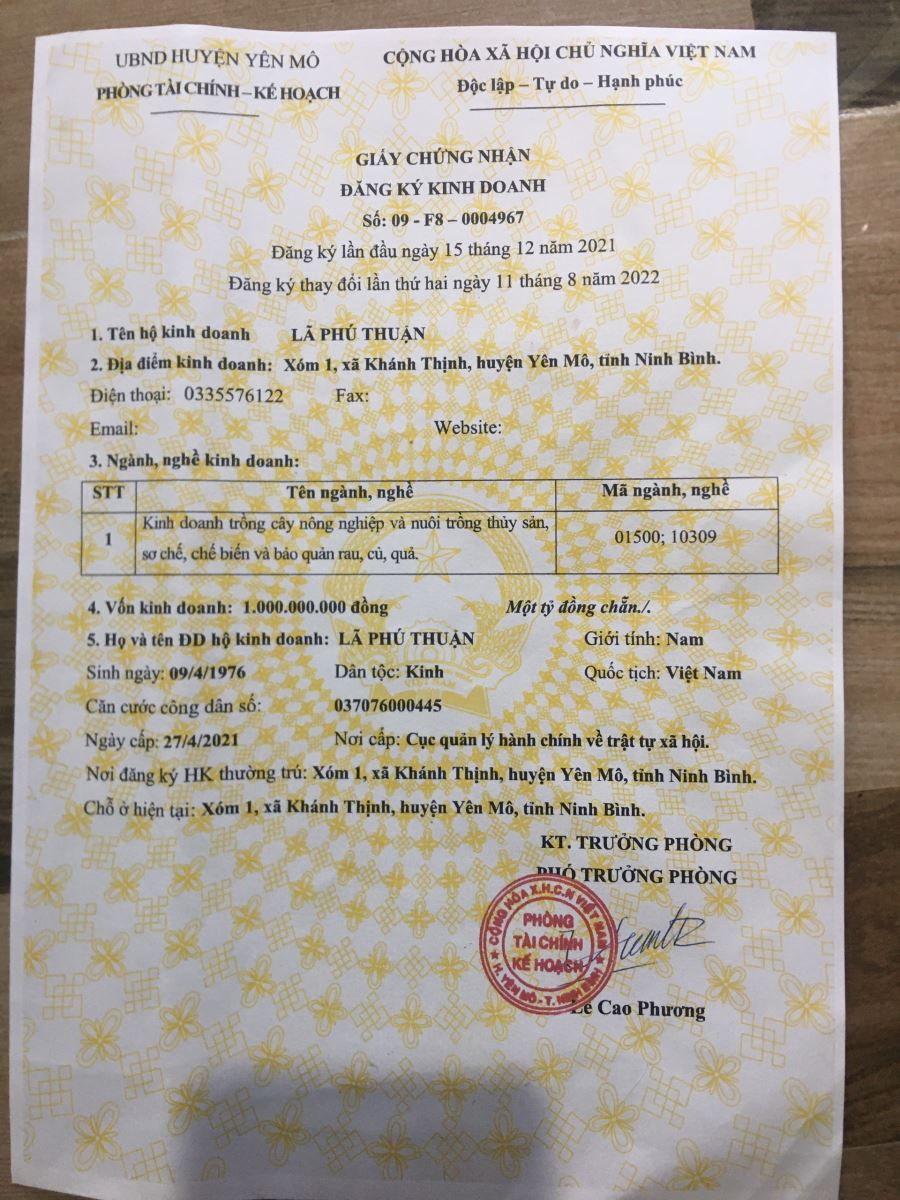 UBND HUYỆN YÊN MÔ
PHÒNG TÀI CHÍNH – KẾ HOẠCH
CỘNG HÒA XÃ HỘI CHỦ NGHĨA VIỆT NAM
Độc lập – Tự do – Hạnh phúc
GIẤY CHỨNG NHẬN
ĐĂNG KÝ KINH DOANH
Số: 09 - F8 – 0004967
Đăng ký lần đầu ngày 15 tháng 12 năm 2021
Đăng ký thay đổi lần thứ hai ngày 11 tháng 8 năm 2022
1. Tên hộ kinh doanh LÃ PHÚ THUẬN
2. Địa điểm kinh doanh: Xóm 1, xã Khánh Thịnh, huyện Yên Mô, tỉnh Ninh Bình.
Điện thoại: 0335576122 Fax:
Email: Website:
3. Ngành, nghề kinh doanh:
STT Tên ngành, nghề Mã ngành, nghề
1 Kinh doanh trồng cây nông nghiệp và nuôi trồng thủy sản, sơ chế, chế biến và bảo quản rau, củ, quả. 01500; 10309
4. Vốn kinh doanh: 1.000.000.000 đồng Một tỷ đồng chẵn./.
5. Họ và tên ĐD hộ kinh doanh: LÃ PHÚ THUẬN Giới tính: Nam
Sinh ngày: 09/4/1976 Dân tộc: Kinh Quốc tịch: Việt Nam
Căn cước công dân số: 037076000445
Ngày cấp: 27/4/2021 Nơi cấp: Cục quản lý hành chính về trật tự xã hội.
Nơi đăng ký HK thường trú: Xóm 1, xã Khánh Thịnh, huyện Yên Mô, tỉnh Ninh Bình.
Chỗ ở hiện tại: Xóm 1, xã Khánh Thịnh, huyện Yên Mô, tỉnh Ninh Bình.
KT. TRƯỞNG PHÒNG
PHÓ TRƯỞNG PHÒNG
CỘNG HÒA X.H.C.N VIỆT NAM
PHÒNG
TÀI CHÍNH
KẾ HOẠCH
H. YÊN MÔ - T. NINH BÌNH
Lê Cao Phương